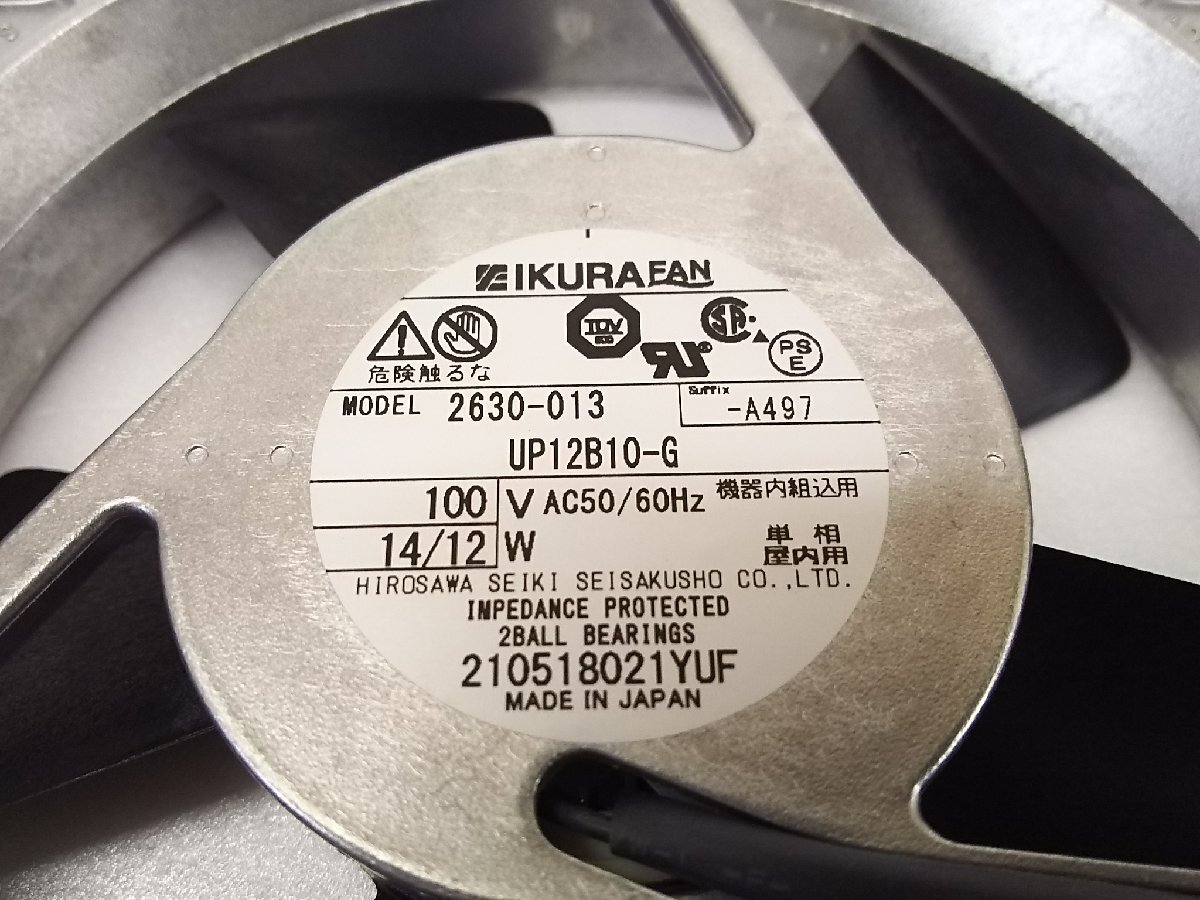 IKURAFAN
危険触るな
PS
E
MODEL 2630-013
Suffix
-A497
UP12B10-G
100 V AC50/60Hz 機器内組込用
14/12 W
単相
屋内用
HIROSAWA SEIKI SEISAKUSHO CO.,LTD.
IMPEDANCE PROTECTED
2BALL BEARINGS
210518021YUF
MADE IN JAPAN